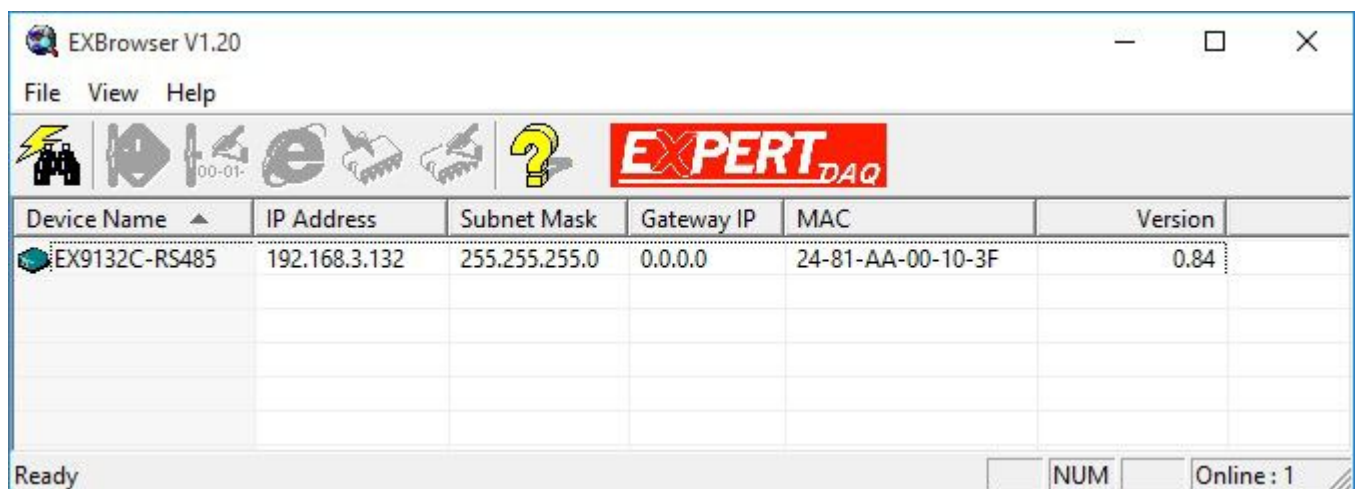 EXBrowser V1.20
File View Help
00-01-
EXPERT DAQ
Device Name IP Address Subnet Mask Gateway IP MAC Version
EX9132C-RS485 192.168.3.132 255.255.255.0 0.0.0.0 24-81-AA-00-10-3F 0.84
Ready NUM Online : 1